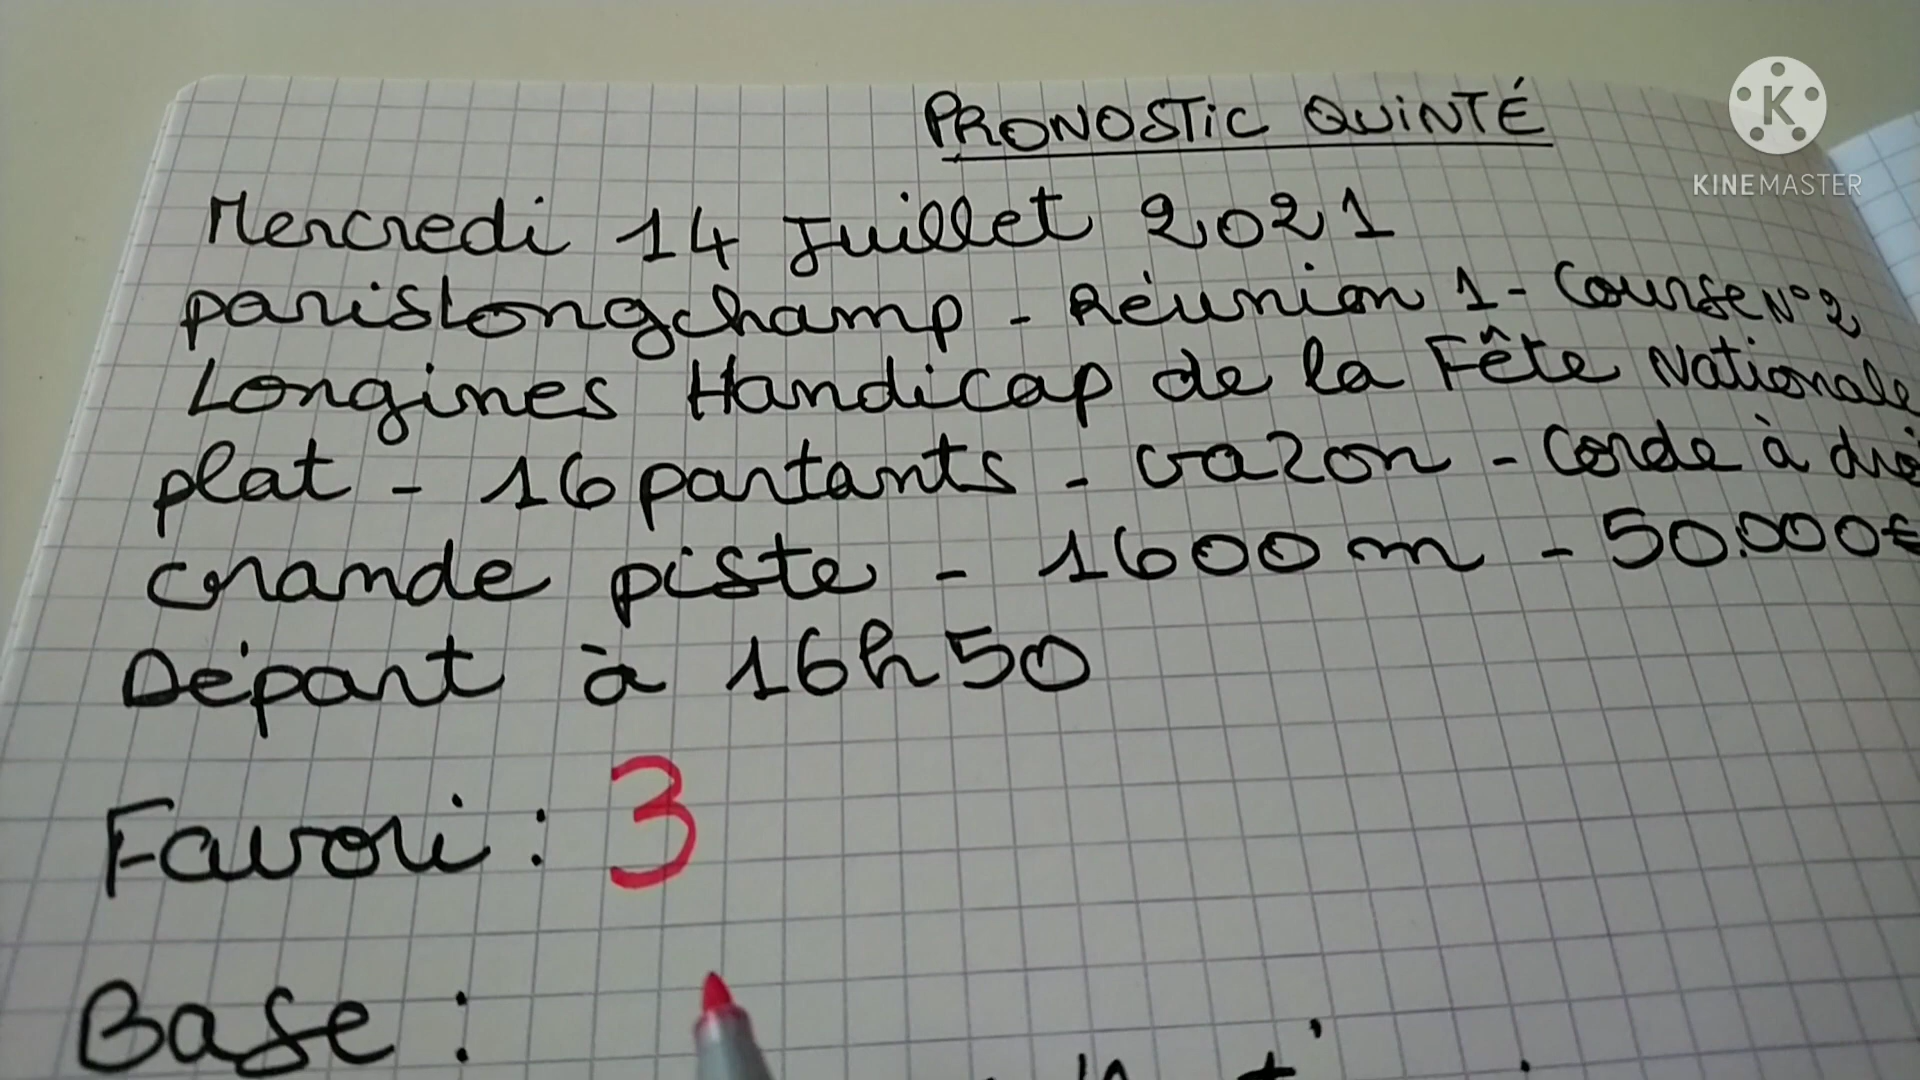 PRONOSTIC QUINTÉ
K
KINEMASTER
Mercredi 14 Juillet 2021
parisLongchamp - Réunion 1 - Course N°2
Longines Handicap de la Fête Nationale
plat - 16 partants - Gazon - Corde à droi
Grande piste - 1600 m - 50.000€
Départ à 16h50
Favori : 3
Base :